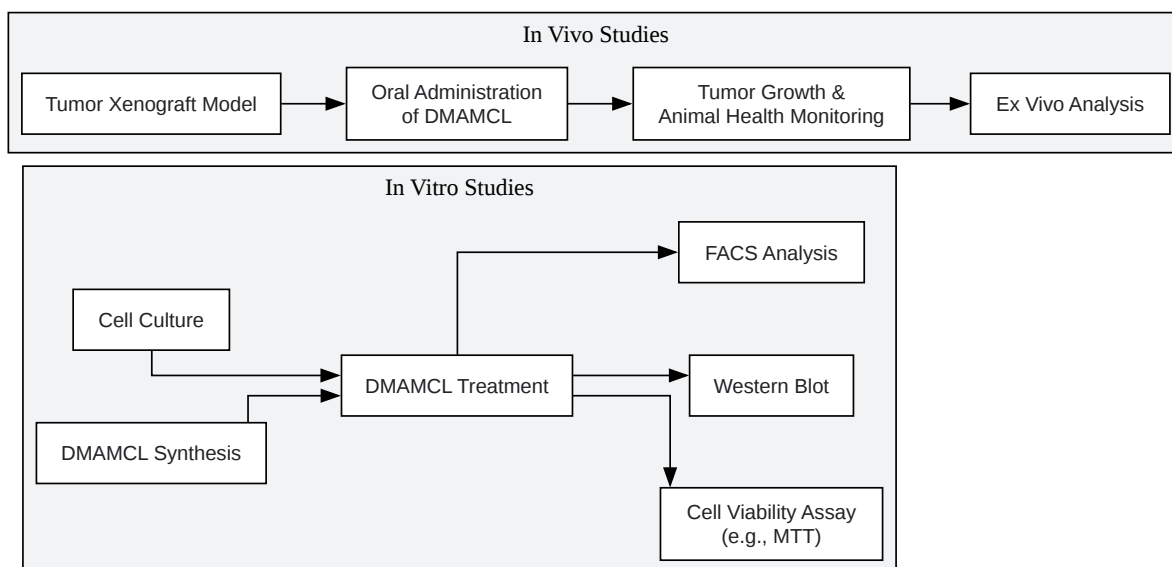 In Vivo Studies
Tumor Xenograft Model
Oral Administration
of DMAMCL
Tumor Growth &
Animal Health Monitoring
Ex Vivo Analysis
In Vitro Studies
FACS Analysis
Cell Culture
DMAMCL Treatment
Western Blot
DMAMCL Synthesis
Cell Viability Assay
(e.g., MTT)